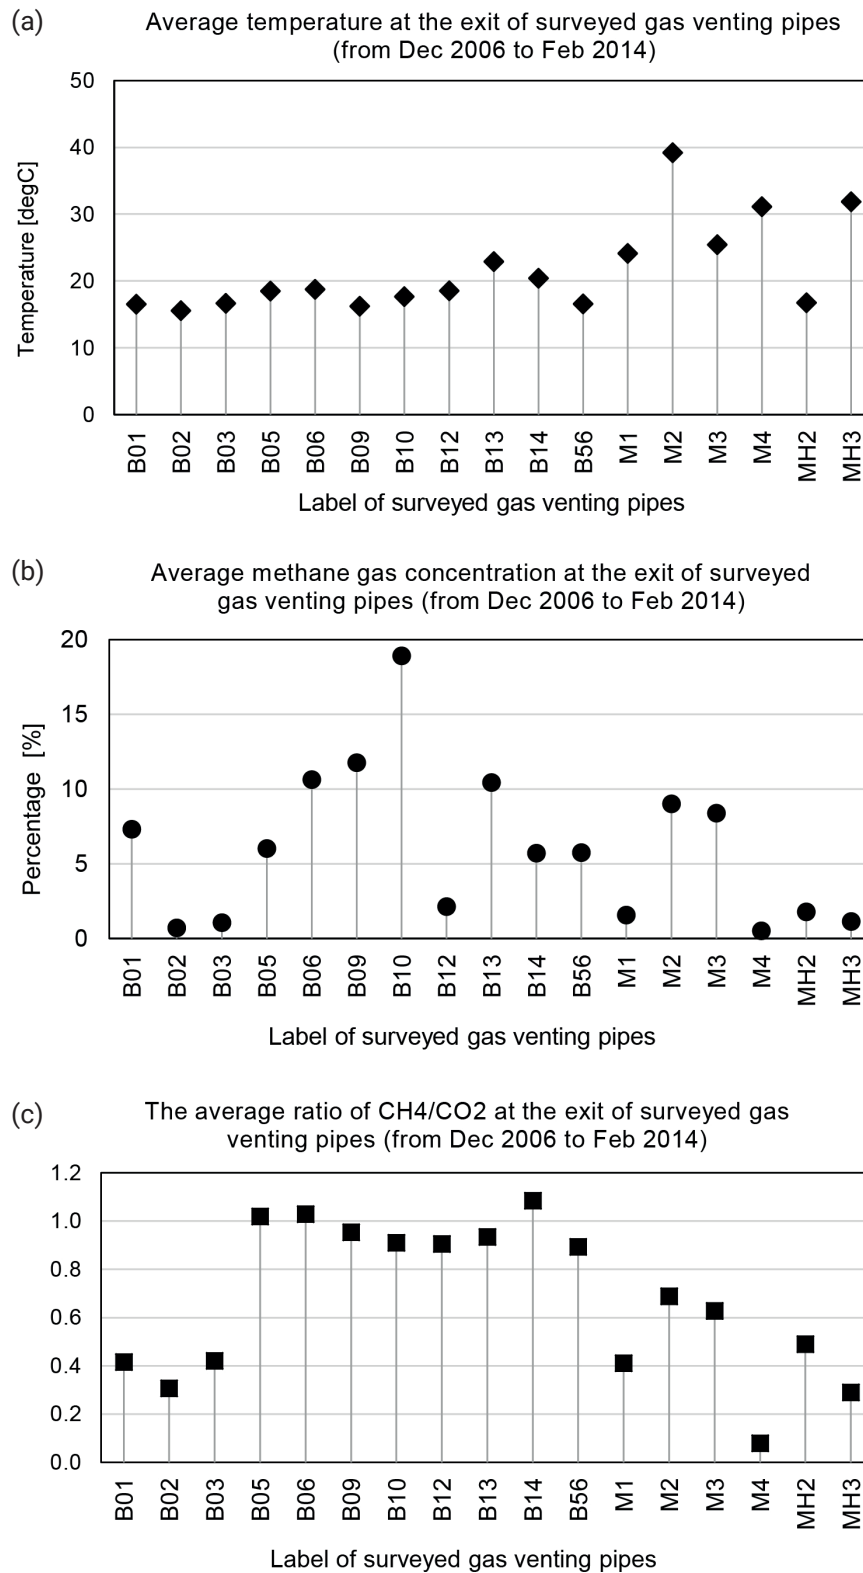 (a)
Average temperature at the exit of surveyed gas venting pipes
(from Dec 2006 to Feb 2014)
50
40
30
20
10
0
Temperature [degC]
B01 B02 B03 B05 B06 B09 B10 B12 B13 B14 B56 M1 M2 M3 M4 MH2 MH3
Label of surveyed gas venting pipes
(b)
Average methane gas concentration at the exit of surveyed
gas venting pipes (from Dec 2006 to Feb 2014)
20
15
10
5
0
Percentage [%]
B01 B02 B03 B05 B06 B09 B10 B12 B13 B14 B56 M1 M2 M3 M4 MH2 MH3
Label of surveyed gas venting pipes
(c)
The average ratio of CH4/CO2 at the exit of surveyed gas
venting pipes (from Dec 2006 to Feb 2014)
1.2
1.0
0.8
0.6
0.4
0.2
0.0
B01 B02 B03 B05 B06 B09 B10 B12 B13 B14 B56 M1 M2 M3 M4 MH2 MH3
Label of surveyed gas venting pipes